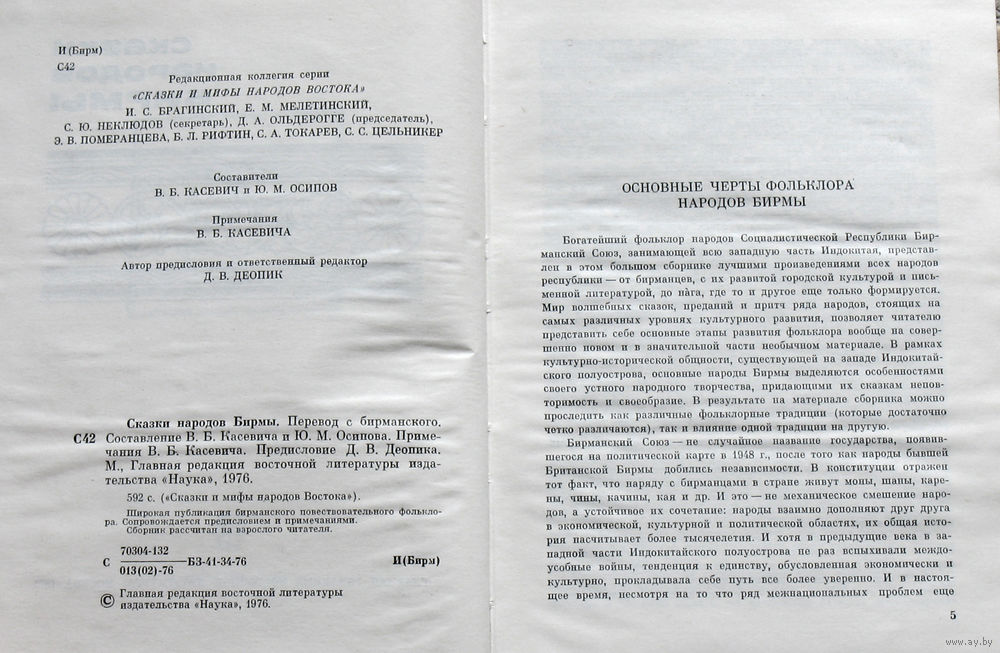 И (Бирм)
С42
Редакционная коллегия серии
«СКАЗКИ И МИФЫ НАРОДОВ ВОСТОКА»
И. С. БРАГИНСКИЙ, Е. М. МЕЛЕТИНСКИЙ,
С. Ю. НЕКЛЮДОВ (секретарь), Д. А. ОЛЬДЕРОГГЕ (председатель),
Э. В. ПОМЕРАНЦЕВА, Б. Л. РИФТИН, С. А. ТОКАРЕВ, С. С. ЦЕЛЬНИКЕР
Составители
В. Б. КАСЕВИЧ и Ю. М. ОСИПОВ
Примечания
В. Б. КАСЕВИЧА
Автор предисловия и ответственный редактор
Д. В. ДЕОПИК
Сказки народов Бирмы. Перевод с бирманского.
С42 Составление В. Б. Касевича и Ю. М. Осипова. Приме-
чания В. Б. Касевича. Предисловие Д. В. Деопика.
М., Главная редакция восточной литературы изда-
тельства «Наука», 1976.
592 с. («Сказки и мифы народов Востока»).
Широкая публикация бирманского повествовательного фолькло-
ра. Сопровождается предисловием и примечаниями.
Сборник рассчитан на взрослого читателя.
70304-132
С ——— БЗ-41-34-76 И(Бирм)
013(02)-76
© Главная редакция восточной литературы
издательства «Наука», 1976.
ОСНОВНЫЕ ЧЕРТЫ ФОЛЬКЛОРА
НАРОДОВ БИРМЫ
Богатейший фольклор народов Социалистической Республики Бир-
манский Союз, занимающей всю западную часть Индокитая, представ-
лен в этом большом сборнике лучшими произведениями всех народов
республики — от бирманцев, с их развитой городской культурой и пись-
менной литературой, до на́га, где то и другое еще только формируется.
Мир волшебных сказок, преданий и притч ряда народов, стоящих на
самых различных уровнях культурного развития, позволяет читателю
представить себе основные этапы развития фольклора вообще на совер-
шенно новом и в значительной части необычном материале. В рамках
культурно-исторической общности, существующей на западе Индокитай-
ского полуострова, основные народы Бирмы выделяются особенностями
своего устного народного творчества, придающими их сказкам непов-
торимость и своеобразие. В результате на материале сборника можно
проследить как различные фольклорные традиции (которые достаточно
четко различаются), так и влияние одной традиции на другую.
Бирманский Союз — не случайное название государства, появив-
шегося на политической карте в 1948 г., после того как народы бывшей
Британской Бирмы добились независимости. В конституции отражен
тот факт, что наряду с бирманцами в стране живут моны, шаны, каре-
ны, чины, качины, кая и др. И это — не механическое смешение наро-
дов, а устойчивое их сочетание: народы взаимно дополняют друг друга
в экономической, культурной и политической областях, их общая исто-
рия насчитывает более тысячелетия. И хотя в предыдущие века в за-
падной части Индокитайского полуострова не раз вспыхивали междо-
усобные войны, тенденция к единству, обусловленная экономически и
культурно, прокладывала себе путь все более уверенно. И в настоя-
щее время, несмотря на то что ряд межнациональных проблем еще
5
www.ay.by